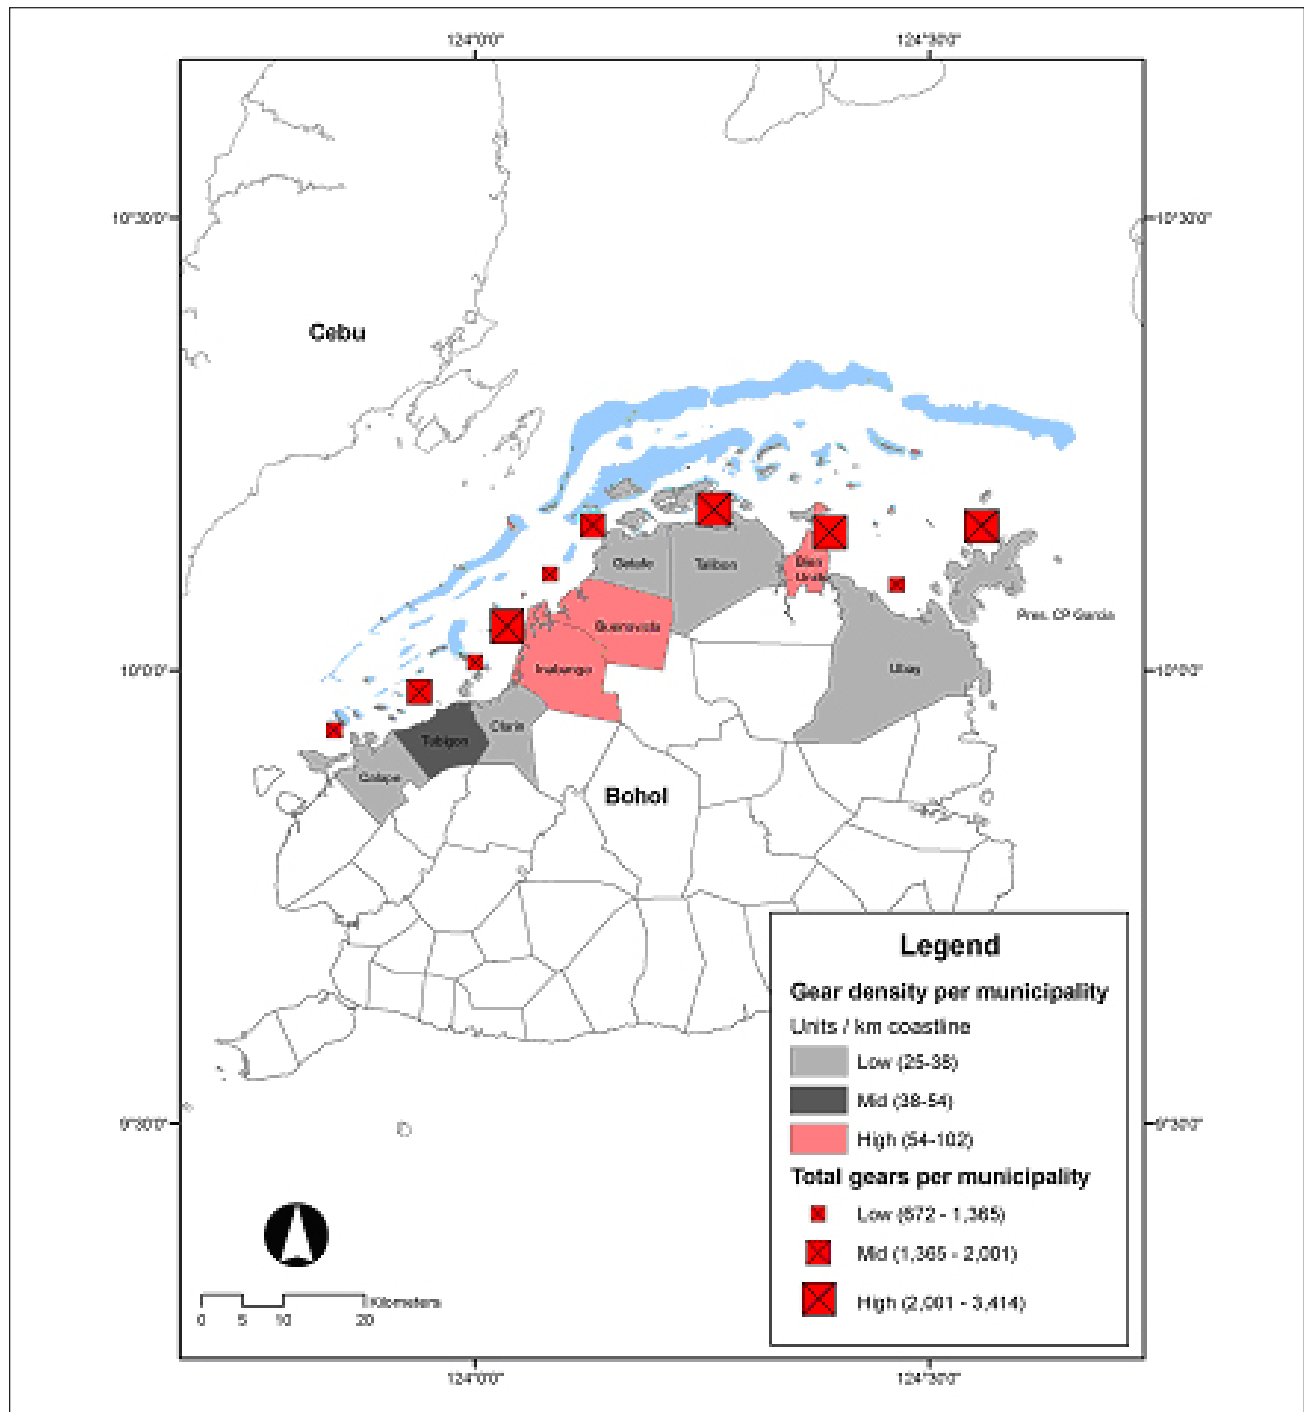 124°0'0"
124°30'0"
10°30'0"
10°30'0"
Cebu
Getafe
Talibon
Bien
Unido
Pres. CP Garcia
Buenavista
10°0'0"
10°0'0"
Inabanga
Ubay
Clarin
Tubigon
Calape
Bohol
Legend
Gear density per municipality
Units / km coastline
Low (25-38)
Mid (38-54)
High (54-102)
9°30'0"
9°30'0"
Total gears per municipality
Low (672 - 1,365)
Mid (1,365 - 2,001)
High (2,001 - 3,414)
Kilometers
0 5 10 20
124°0'0"
124°30'0"